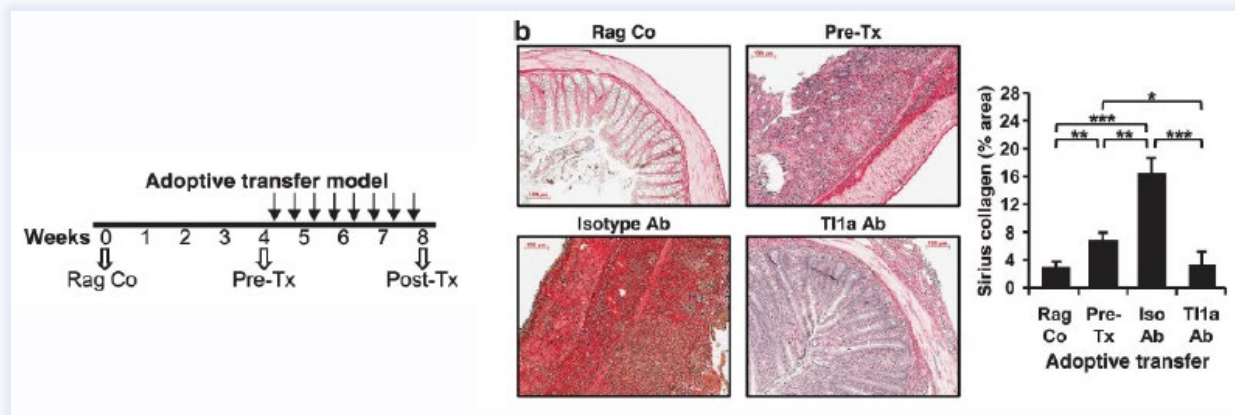 Adoptive transfer model
Weeks 0 1 2 3 4 5 6 7 8
Rag Co Pre-Tx Post-Tx
b
Rag Co Pre-Tx
Isotype Ab Tl1a Ab
Sirius collagen (% area)
28
24
20
16
12
8
4
0
*
***
** ** ***
Rag Co
Pre-Tx
Iso Ab
Tl1a Ab
Adoptive transfer